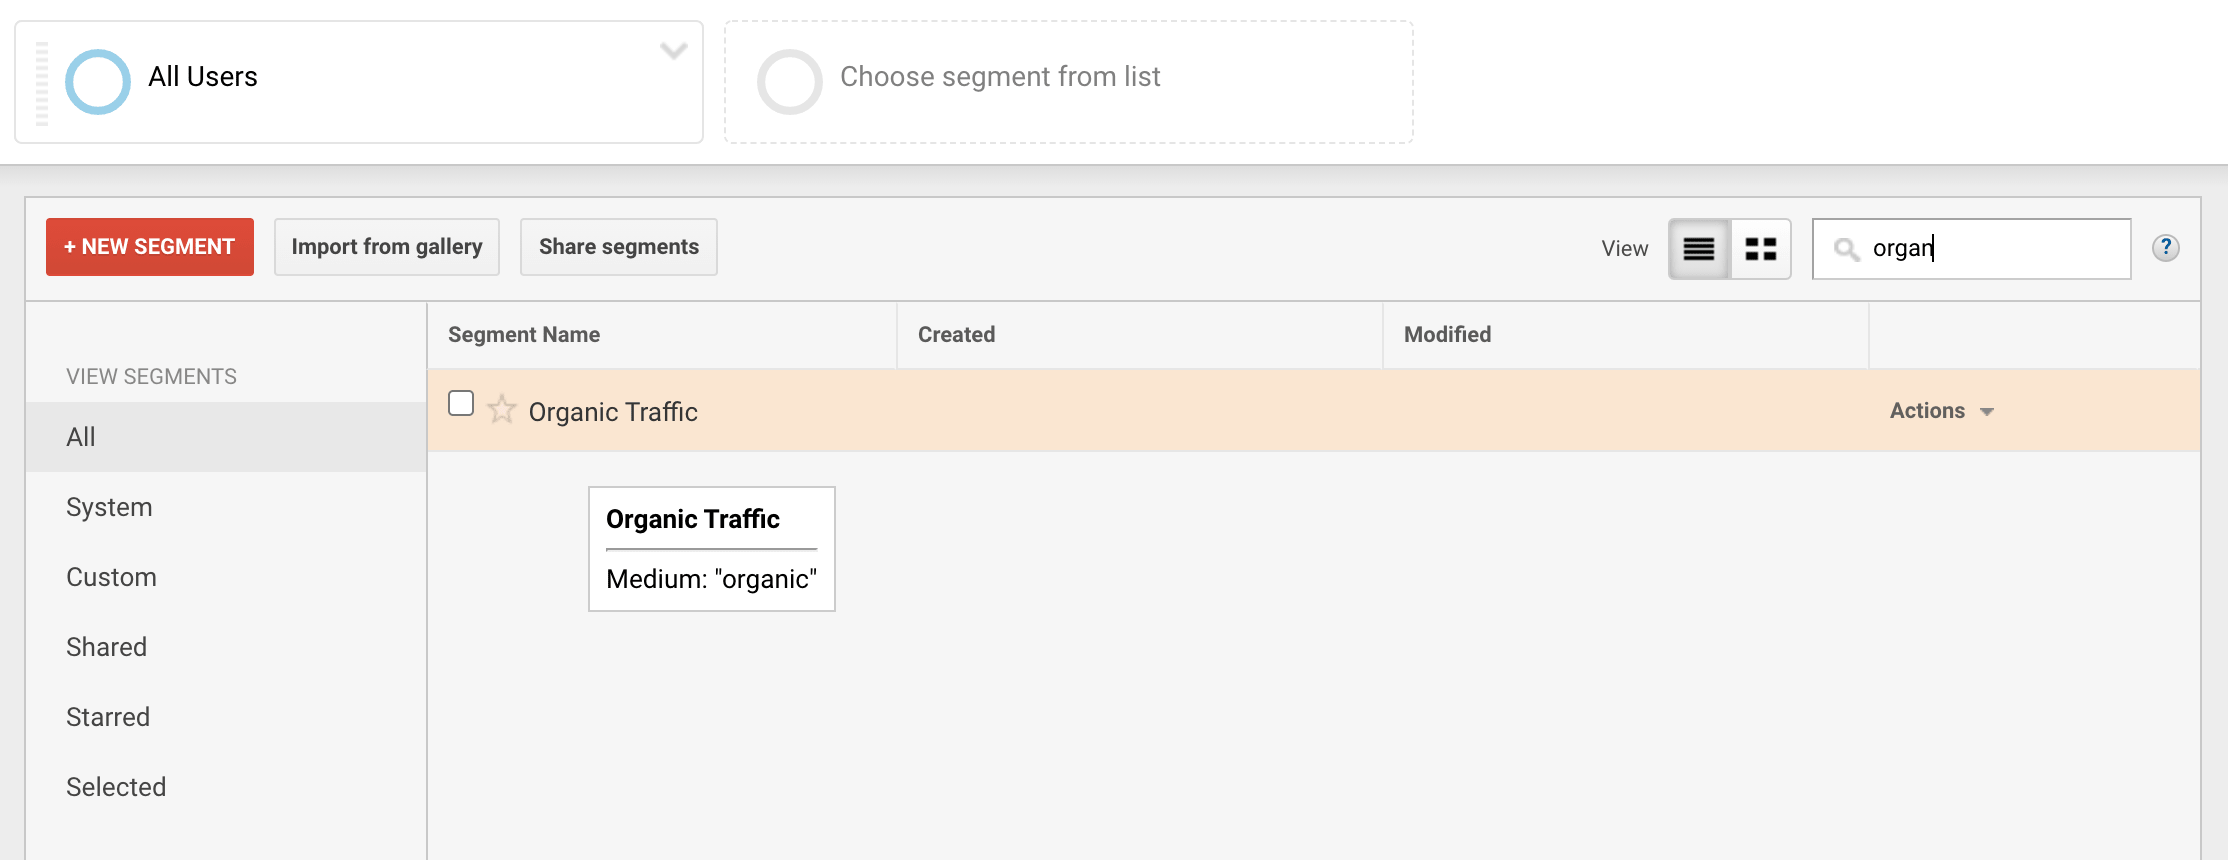 All Users
Choose segment from list
+ NEW SEGMENT
Import from gallery
Share segments
View
organ
?
Segment Name
Created
Modified
VIEW SEGMENTS
All
System
Custom
Shared
Starred
Selected
Organic Traffic
Actions
Organic Traffic
Medium: "organic"